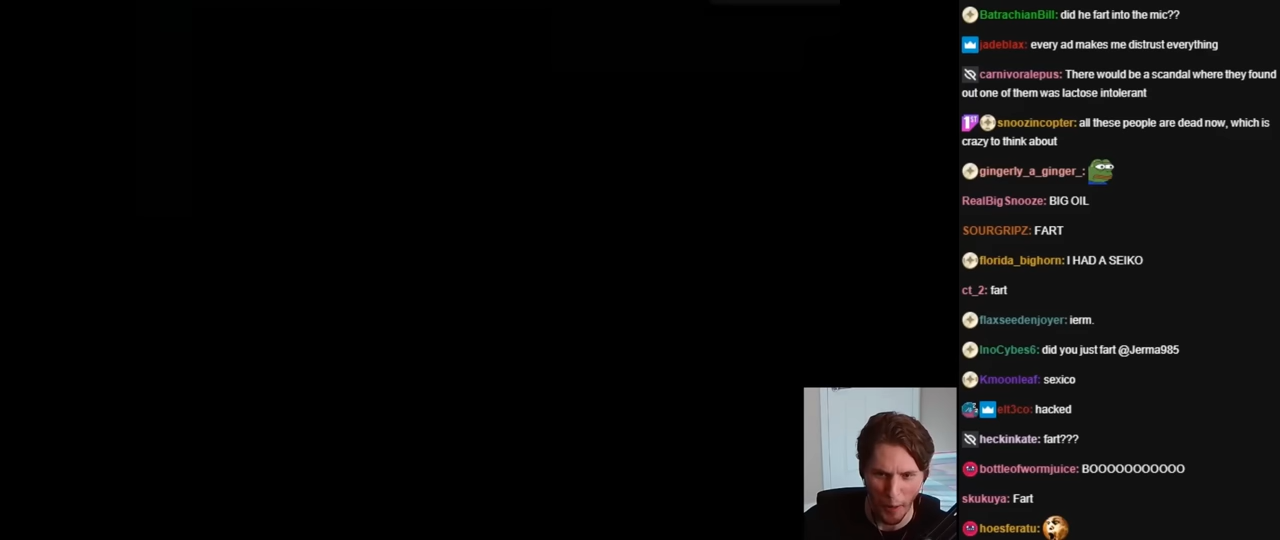 BatrachianBill: did he fart into the mic??
jadeblax: every ad makes me distrust everything
carnivoralepus: There would be a scandal where they found
out one of them was lactose intolerant
1ST snoozincopter: all these people are dead now, which is
crazy to think about
gingerly_a_ginger_:
RealBigSnooze: BIG OIL
SOURGRIPZ: FART
florida_bighorn: I HAD A SEIKO
ct_2: fart
flaxseedenjoyer: ierm.
InoCybes6: did you just fart @Jerma985
Kmoonleaf: sexico
elt3co: hacked
heckinkate: fart???
bottleofwormjuice: BOOOOOOOOOOO
skukuya: Fart
hoesferatu: